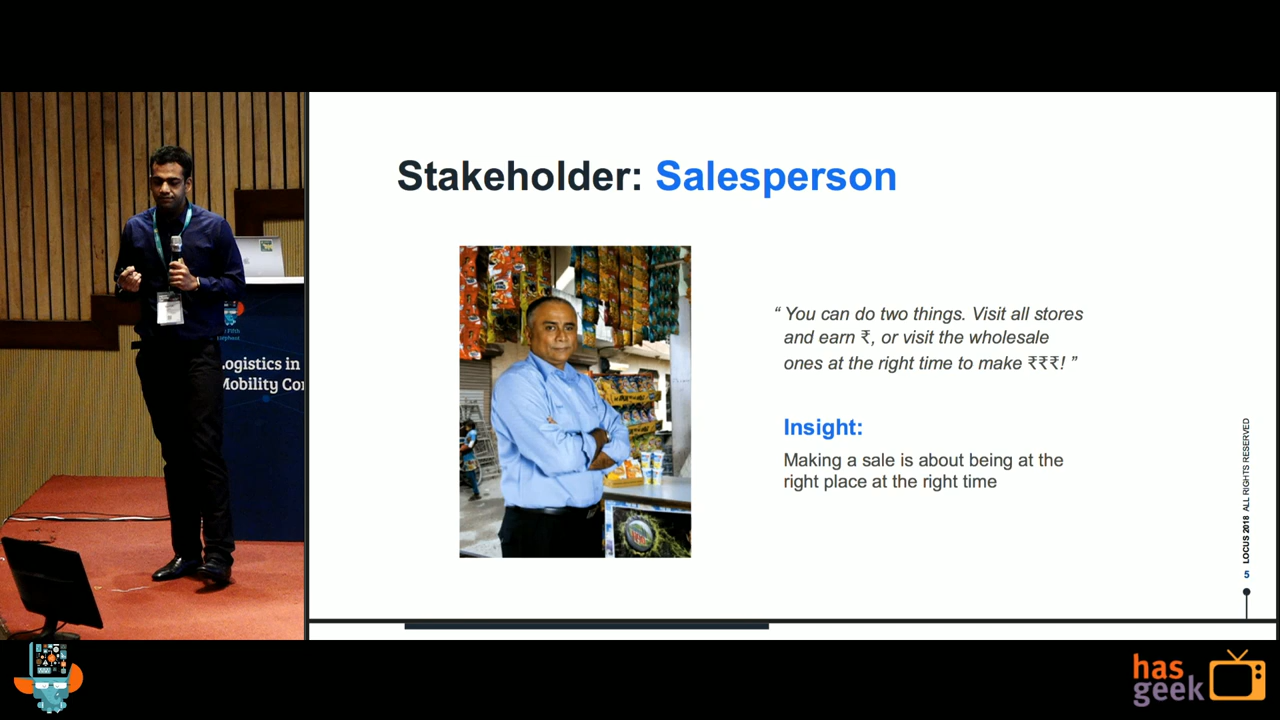 Stakeholder: Salesperson
“ You can do two things. Visit all stores
and earn ₹, or visit the wholesale
ones at the right time to make ₹₹₹! ”
Insight:
Making a sale is about being at the
right place at the right time
LOCUS 2018 ALL RIGHTS RESERVED
5
Logistics in
Mobility Con
has
geek